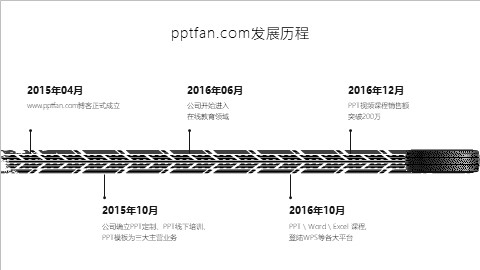 pptfan.com发展历程
2015年04月
www.pptfan.com博客正式成立
2016年06月
公司开始进入
在线教育领域
2016年12月
PPT视频课程销售额
突破200万
2015年10月
公司确立PPT定制、PPT线下培训、
PPT模板为三大主营业务
2016年10月
PPT \ Word \ Excel 课程,
登陆WPS等各大平台